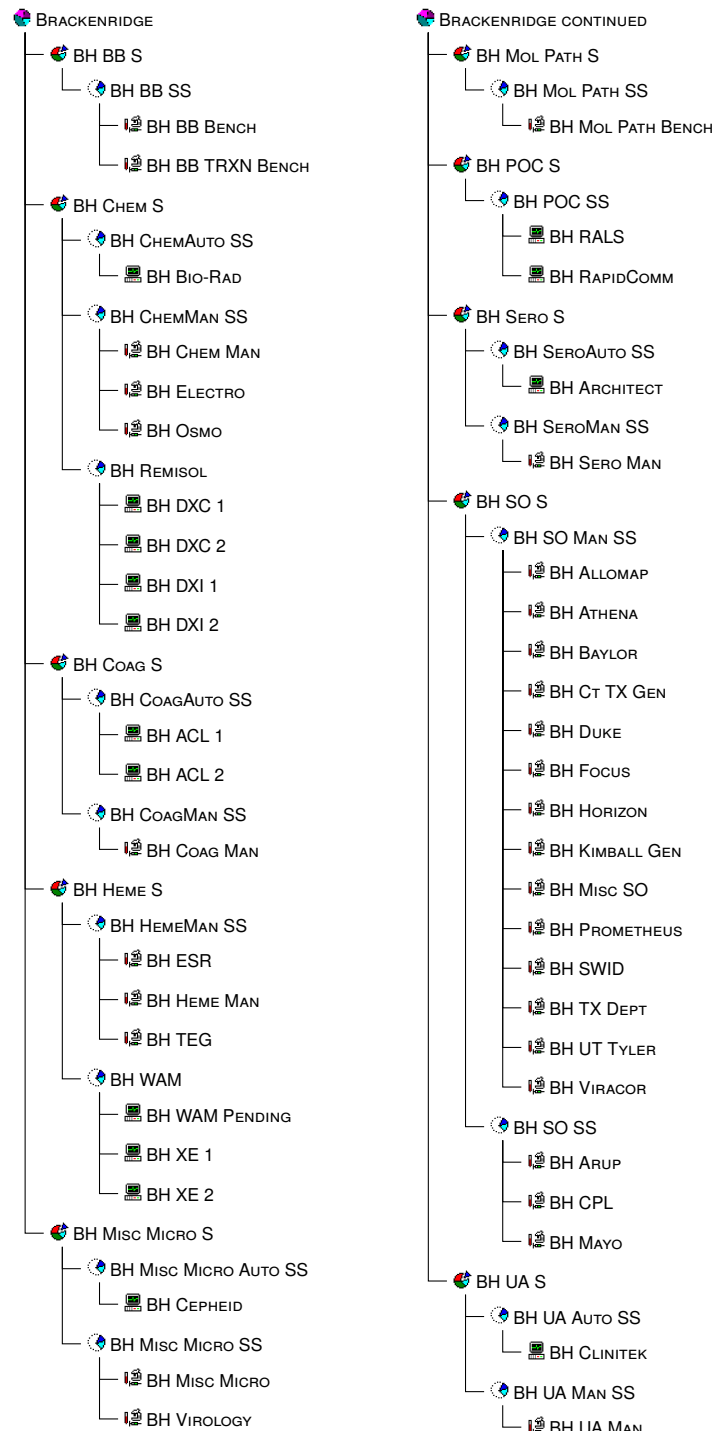 BRACKENRIDGE
BH BB S
BH BB SS
BH BB BENCH
BH BB TRXN BENCH
BH CHEM S
BH CHEMAUTO SS
BH BIO-RAD
BH CHEMMAN SS
BH CHEM MAN
BH ELECTRO
BH OSMO
BH REMISOL
BH DXC 1
BH DXC 2
BH DXI 1
BH DXI 2
BH COAG S
BH COAGAUTO SS
BH ACL 1
BH ACL 2
BH COAGMAN SS
BH COAG MAN
BH HEME S
BH HEMEMAN SS
BH ESR
BH HEME MAN
BH TEG
BH WAM
BH WAM PENDING
BH XE 1
BH XE 2
BH MISC MICRO S
BH MISC MICRO AUTO SS
BH CEPHEID
BH MISC MICRO SS
BH MISC MICRO
BH VIROLOGY
BRACKENRIDGE CONTINUED
BH MOL PATH S
BH MOL PATH SS
BH MOL PATH BENCH
BH POC S
BH POC SS
BH RALS
BH RAPIDCOMM
BH SERO S
BH SEROAUTO SS
BH ARCHITECT
BH SEROMAN SS
BH SERO MAN
BH SO S
BH SO MAN SS
BH ALLOMAP
BH ATHENA
BH BAYLOR
BH CT TX GEN
BH DUKE
BH FOCUS
BH HORIZON
BH KIMBALL GEN
BH MISC SO
BH PROMETHEUS
BH SWID
BH TX DEPT
BH UT TYLER
BH VIRACOR
BH SO SS
BH ARUP
BH CPL
BH MAYO
BH UA S
BH UA AUTO SS
BH CLINITEK
BH UA MAN SS
BH UA MAN